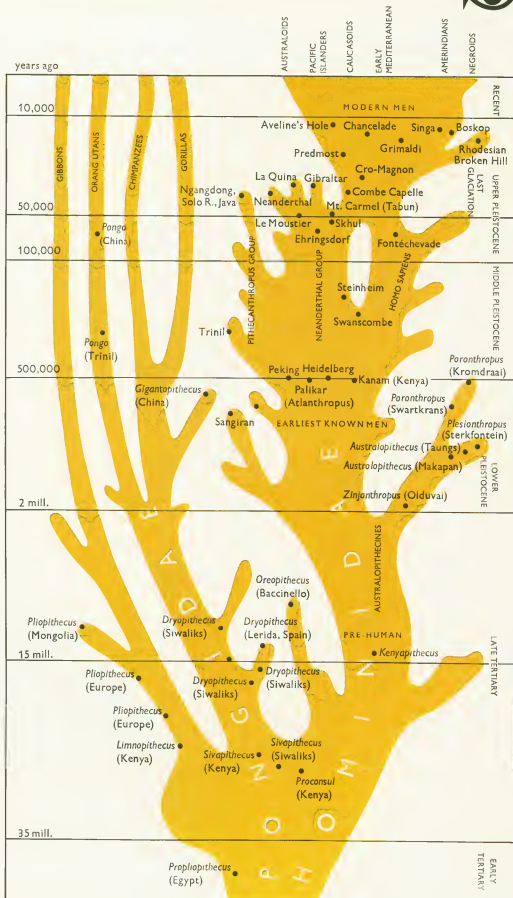 AUSTRALOIDS
PACIFIC
ISLANDERS
CAUCASOIDS
EARLY
MEDITERRANEAN
AMERINDIANS
NEGROIDS
years ago
MODERN MEN
RECENT
10,000
Aveline's Hole
Chancelade
Singa
Boskop
Grimaldi
Rhodesian
Broken Hill
Predmost
GIBBONS
ORANG UTANS
CHIMPANZEES
GORILLAS
Cro-Magnon
LAST
GLACIATION
UPPER PLEISTOCENE
La Quina
Gibraltar
Ngangdong,
Solo R., Java
Neanderthal
Combe Capelle
Mt. Carmel (Tabun)
50,000
Le Moustier
Skhul
Ehringsdorf
Fontéchevade
Pongo
(China)
100,000
PITHECANTHROPUS GROUP
NEANDERTHAL GROUP
HOMO SAPIENS
MIDDLE PLEISTOCENE
Steinheim
Swanscombe
Trinil
Pongo
(Trinil)
Poronthropus
(Kromdraai)
500,000
Peking
Heidelberg
Kanam (Kenya)
Palikar
(Atlanthropus)
Gigantopithecus
(China)
Sangiran
EARLIEST KNOWN MEN
Poronthropus
(Swartkrans)
Plesianthropus
(Sterkfontein)
Australopithecus (Taungs)
Austrolopithecus (Makapan)
LOWER
PLEISTOCENE
Zinjanthropus (Olduvai)
2 mill.
AUSTRALOPITHECINES
Oreopithecus
(Baccinello)
Pliopithecus
(Mongolia)
Dryopithecus
(Siwaliks)
Dryopithecus
(Lerida, Spain)
PRE-HUMAN
Kenyapithecus
LATE TERTIARY
15 mill.
Pliopithecus
(Europe)
Dryopithecus
(Siwaliks)
Dryopithecus
(Siwaliks)
Pliopithecus
(Europe)
Limnopithecus
(Kenya)
Sivapithecus
(Kenya)
Sivapithecus
(Siwaliks)
Proconsul
(Kenya)
PONGIDAE
HOMINIDAE
35 mill.
Propliopithecus
(Egypt)
EARLY
TERTIARY